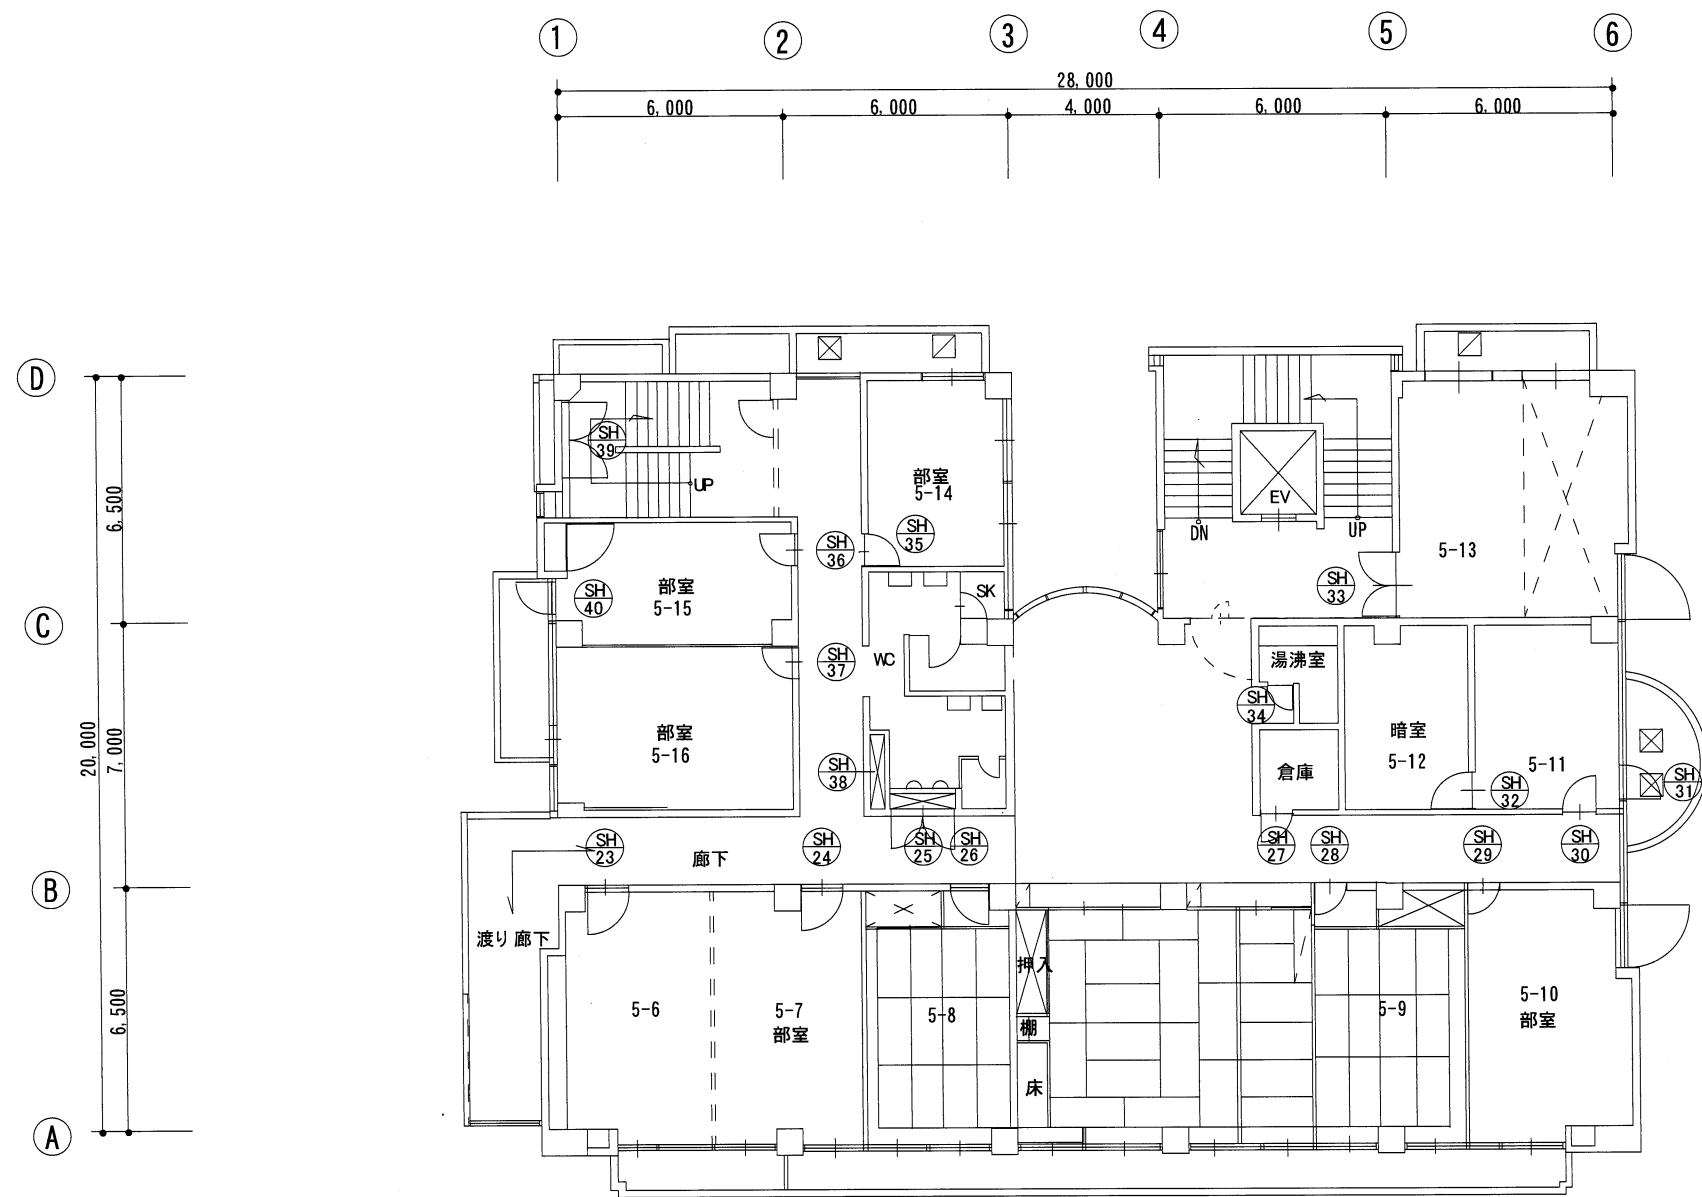 1 2 3 4 5 6
28,000
6,000 6,000 4,000 6,000 6,000
D
C
B
A
6,500
20,000
7,000
6,500
SH
39
UP
部室
5-14
SH
35
SH
36
部室
5-15
SH
40
SK
WC
SH
37
部室
5-16
SH
38
EV
DN
UP
5-13
SH
33
湯沸室
SH
34
倉庫
暗室
5-12
5-11
SH
32
SH
31
SH
23
廊下
SH
24
SH
25
SH
26
SH
27
SH
28
SH
29
SH
30
渡り廊下
5-6
5-7
部室
5-8
押入
棚
床
5-9
5-10
部室